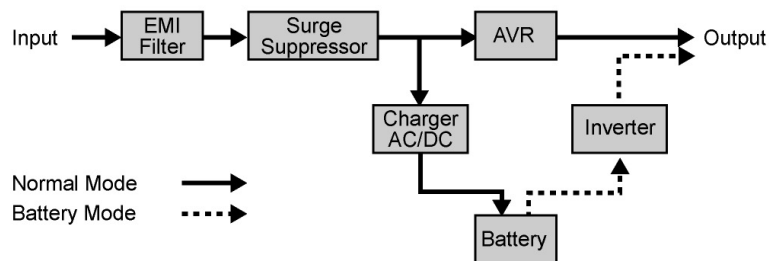 Input
EMI
Filter
Surge
Suppressor
AVR
Output
Charger
AC/DC
Inverter
Normal Mode
Battery Mode
Battery